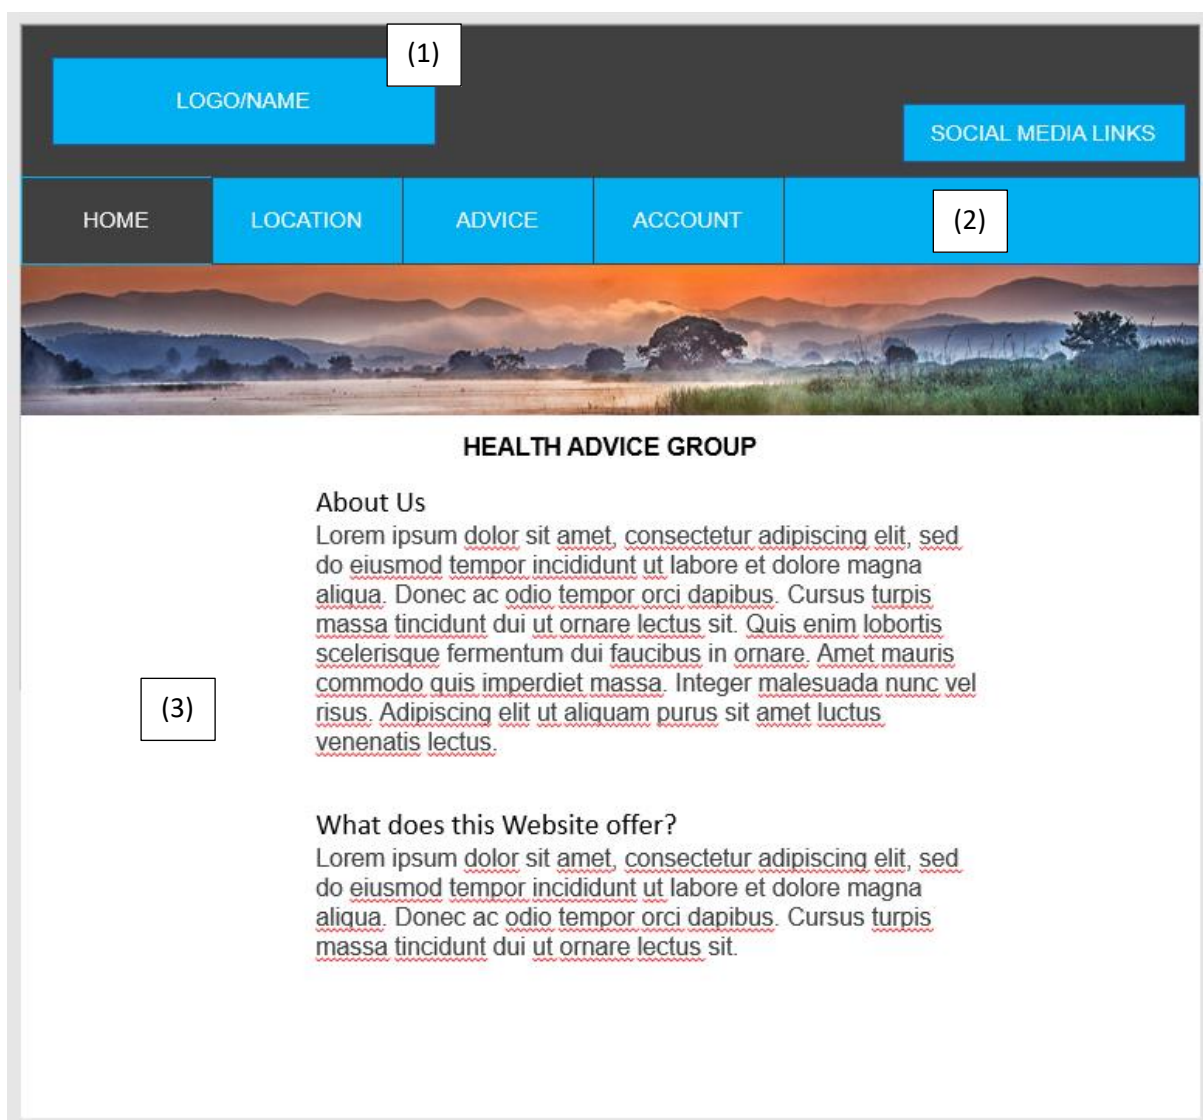 (1)
LOGO/NAME
SOCIAL MEDIA LINKS
HOME LOCATION ADVICE ACCOUNT (2)
HEALTH ADVICE GROUP
About Us
Lorem ipsum dolor sit amet, consectetur adipiscing elit, sed
do eiusmod tempor incididunt ut labore et dolore magna
aliqua. Donec ac odio tempor orci dapibus. Cursus turpis
massa tincidunt dui ut ornare lectus sit. Quis enim lobortis
scelerisque fermentum dui faucibus in ornare. Amet mauris
commodo quis imperdiet massa. Integer malesuada nunc vel
risus. Adipiscing elit ut aliquam purus sit amet luctus
venenatis lectus.
(3)
What does this Website offer?
Lorem ipsum dolor sit amet, consectetur adipiscing elit, sed
do eiusmod tempor incididunt ut labore et dolore magna
aliqua. Donec ac odio tempor orci dapibus. Cursus turpis
massa tincidunt dui ut ornare lectus sit.